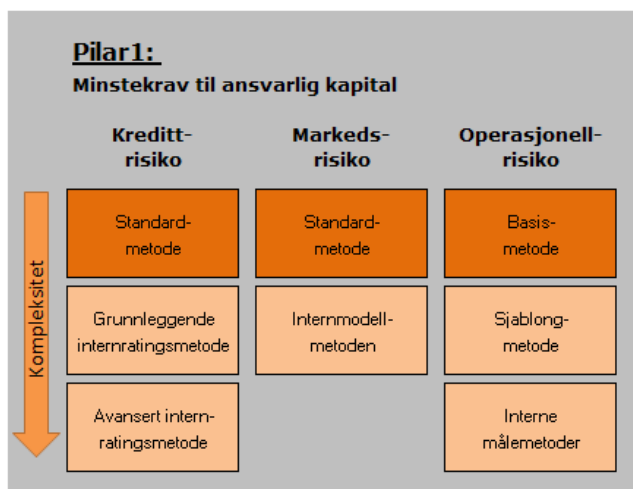 Pilar1:
Minstekrav til ansvarlig kapital
Kreditt-
risiko
Markeds-
risiko
Operasjonell-
risiko
Kompleksitet
Standard-
metode
Standard-
metode
Basis-
metode
Grunnleggende
internratingsmetode
Internmodell-
metoden
Sjablong-
metode
Avansert intern-
ratingsmetode
Interne
målemetoder